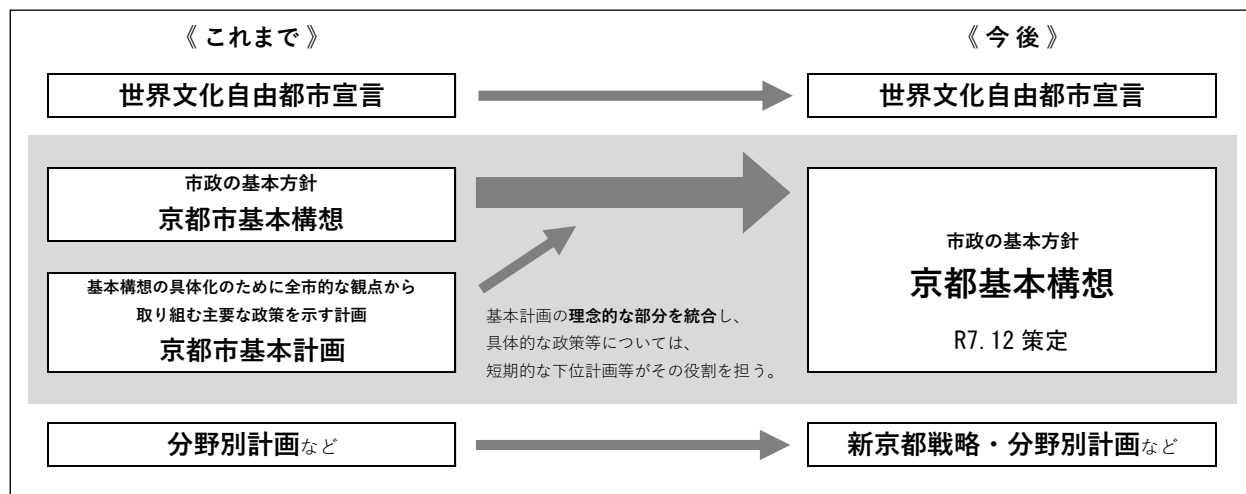 《 これまで 》
《 今 後 》
世界文化自由都市宣言
世界文化自由都市宣言
市政の基本方針
京都市基本構想
基本構想の具体化のために全市的な観点から
取り組む主要な政策を示す計画
京都市基本計画
基本計画の理念的な部分を統合し、
具体的な政策等については、
短期的な下位計画等がその役割を担う。
市政の基本方針
京都基本構想
R7.12 策定
分野別計画など
新京都戦略・分野別計画など